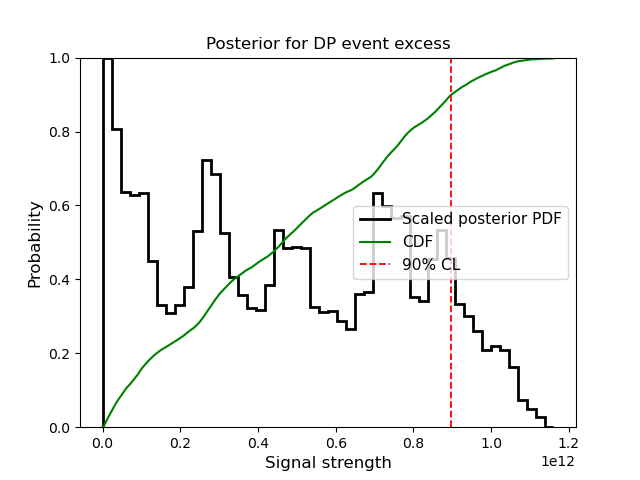 Posterior for DP event excess
1.0
0.8
0.6
0.4
0.2
0.0
Probability
Scaled posterior PDF
CDF
90% CL
0.0 0.2 0.4 0.6 0.8 1.0 1.2
1e12
Signal strength